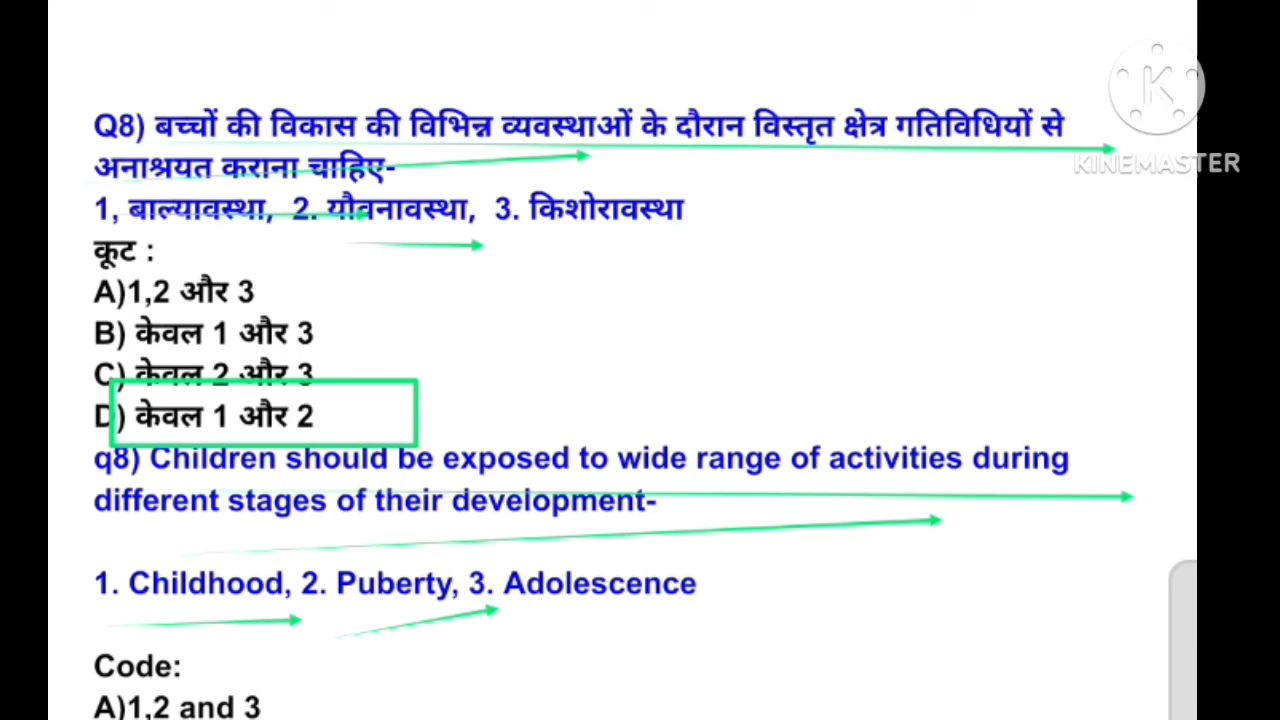 Q8) बच्चों की विकास की विभिन्न व्यवस्थाओं के दौरान विस्तृत क्षेत्र गतिविधियों से
अनाश्रयत कराना चाहिए-
1, बाल्यावस्था, 2. यौवनावस्था, 3. किशोरावस्था
कूट :
A)1,2 और 3
B) केवल 1 और 3
C) केवल 2 और 3
D) केवल 1 और 2
q8) Children should be exposed to wide range of activities during
different stages of their development-
1. Childhood, 2. Puberty, 3. Adolescence
Code:
A)1,2 and 3
K
KINEMASTER